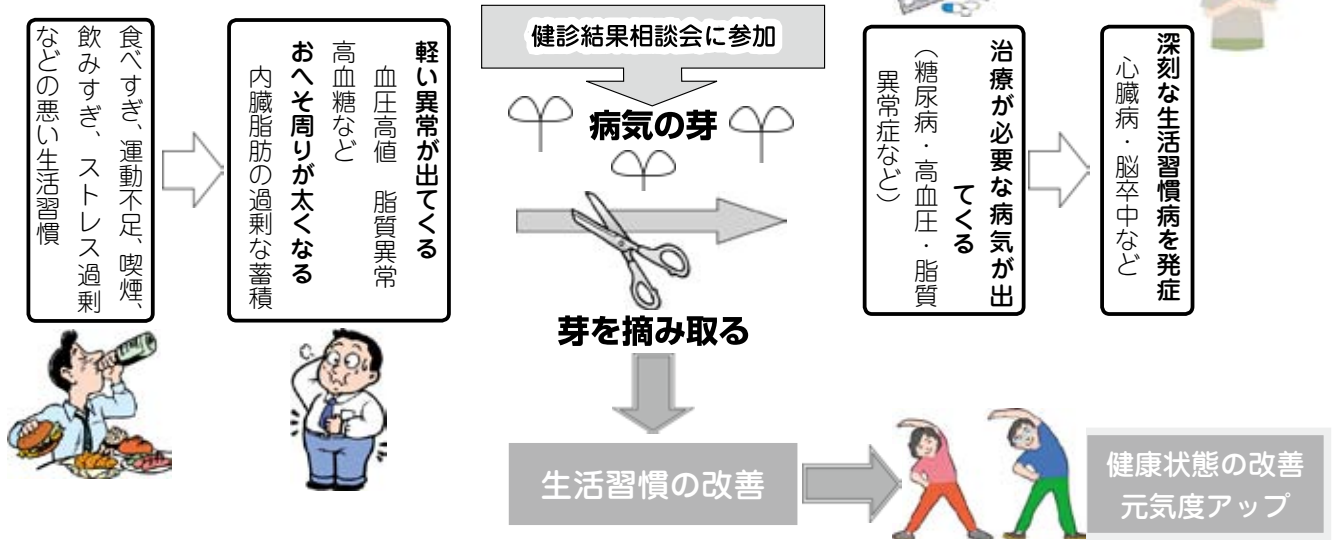 食べすぎ、運動不足、喫煙、
飲みすぎ、ストレス過剰
などの悪い生活習慣
軽い異常が出てくる
血圧高値　脂質異常
高血糖など
おへそ周りが太くなる
内臓脂肪の過剰な蓄積
健診結果相談会に参加
病気の芽
芽を摘み取る
治療が必要な病気が出
てくる
（糖尿病・高血圧・脂質
異常症など）
深刻な生活習慣病を発症
心臓病・脳卒中など
生活習慣の改善
健康状態の改善
元気度アップ